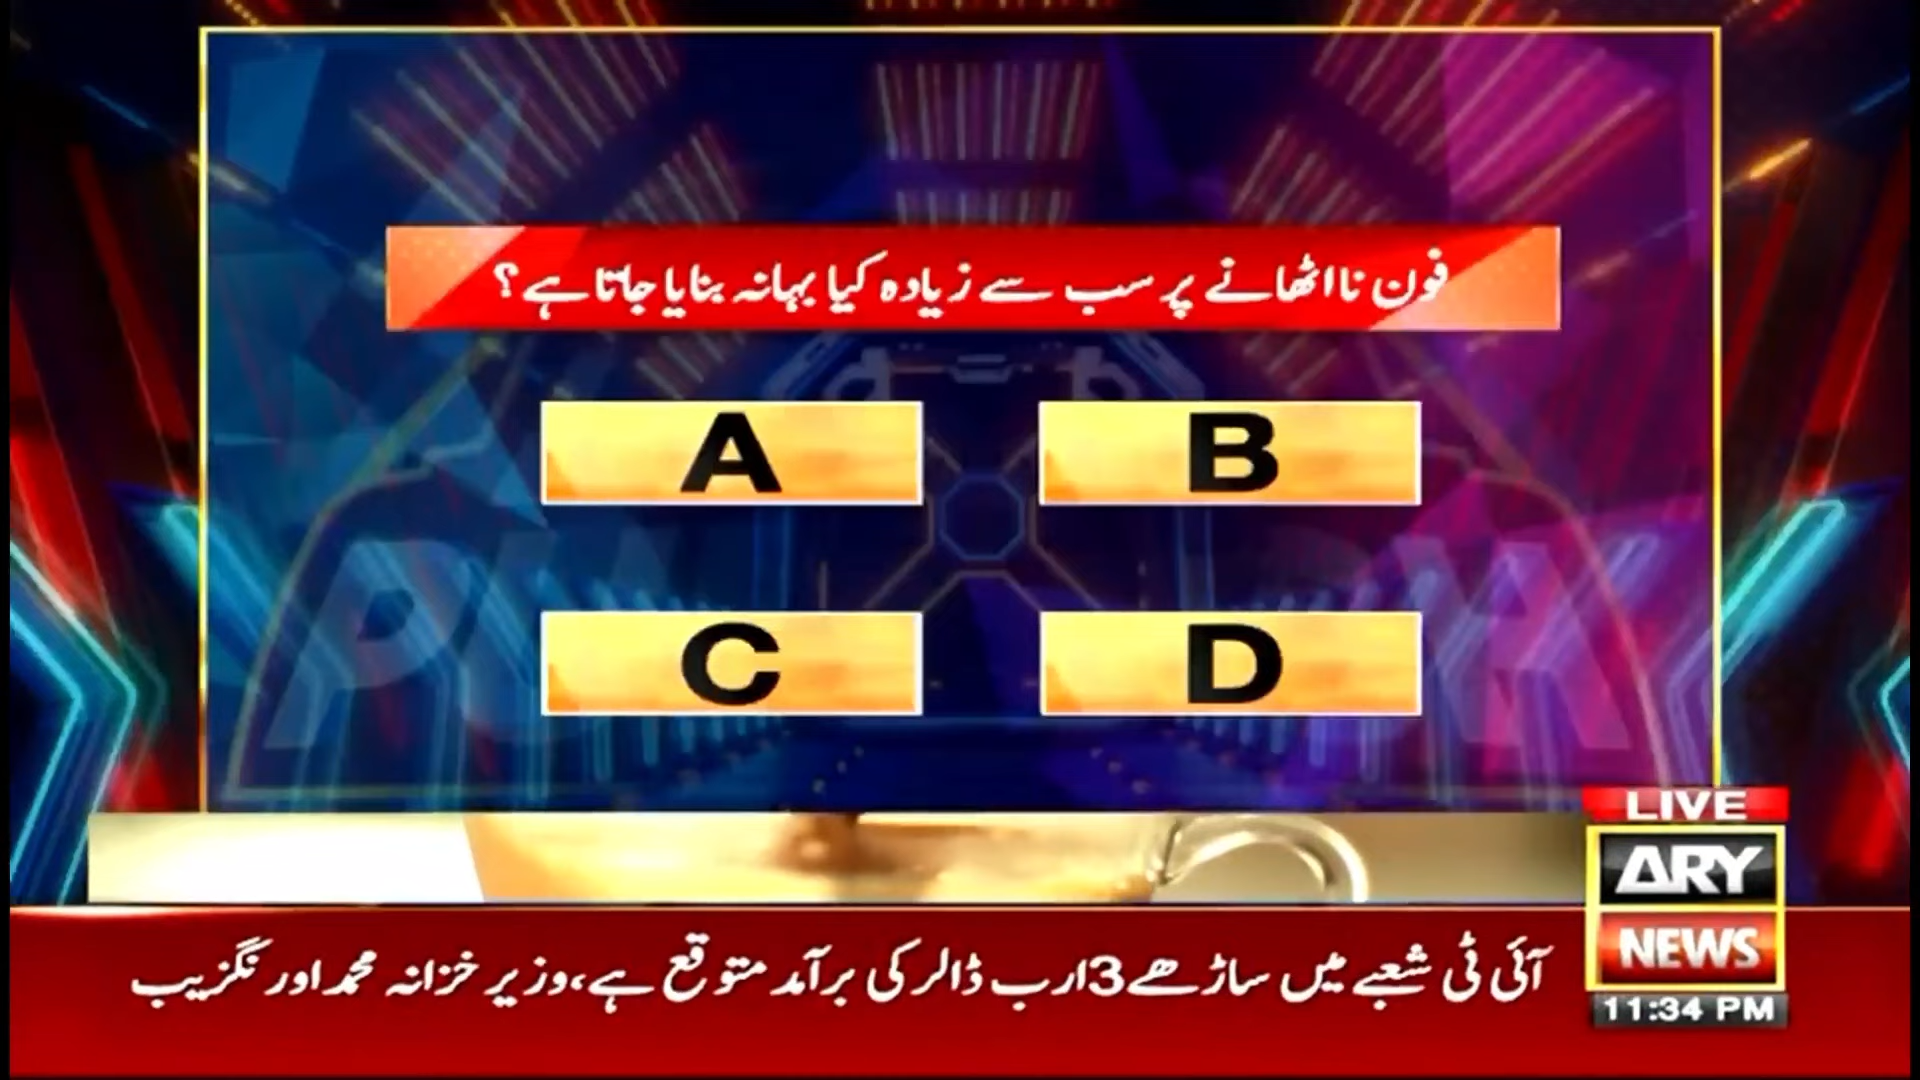 فون نا اٹھانے پر سب سے زیادہ کیا بہانہ بنایا جاتا ہے؟
A
B
C
D
LIVE
ARY
NEWS
11:34 PM
آئی ٹی شعبے میں ساڑھے 3 ارب ڈالر کی برآمد متوقع ہے، وزیر خزانہ محمد اورنگزیب